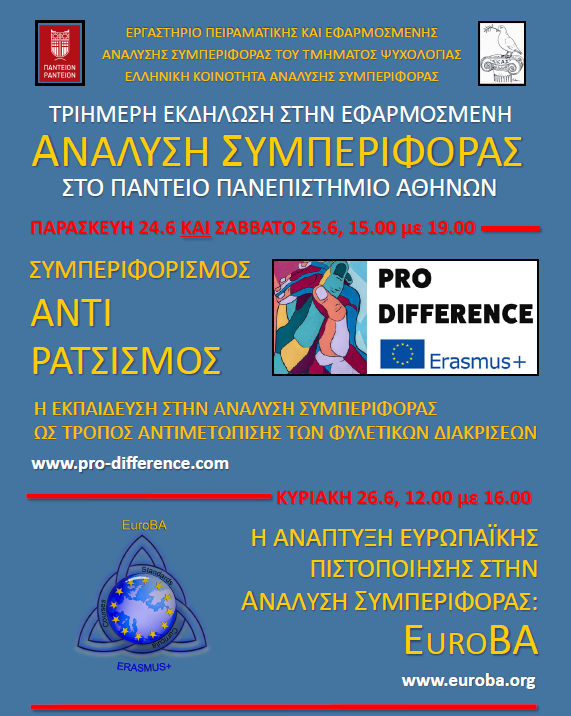 ΕΡΓΑΣΤΗΡΙΟ ΠΕΙΡΑΜΑΤΙΚΗΣ ΚΑΙ ΕΦΑΡΜΟΣΜΕΝΗΣ
ΑΝΑΛΥΣΗΣ ΣΥΜΠΕΡΙΦΟΡΑΣ ΤΟΥ ΤΜΗΜΑΤΟΣ ΨΥΧΟΛΟΓΙΑΣ
ΕΛΛΗΝΙΚΗ ΚΟΙΝΟΤΗΤΑ ΑΝΑΛΥΣΗΣ ΣΥΜΠΕΡΙΦΟΡΑΣ
ΠΑΝΤΕΙΟΝ
PANTEION
ΤΡΙΗΜΕΡΗ ΕΚΔΗΛΩΣΗ ΣΤΗΝ ΕΦΑΡΜΟΣΜΕΝΗ
ΑΝΑΛΥΣΗ ΣΥΜΠΕΡΙΦΟΡΑΣ
ΣΤΟ ΠΑΝΤΕΙΟ ΠΑΝΕΠΙΣΤΗΜΙΟ ΑΘΗΝΩΝ
ΠΑΡΑΣΚΕΥΗ 24.6 ΚΑΙ ΣΑΒΒΑΤΟ 25.6, 15.00 με 19.00
ΣΥΜΠΕΡΙΦΟΡΙΣΜΟΣ
ΑΝΤΙ
ΡΑΤΣΙΣΜΟΣ
PRO
DIFFERENCE
Erasmus+
Η ΕΚΠΑΙΔΕΥΣΗ ΣΤΗΝ ΑΝΑΛΥΣΗ ΣΥΜΠΕΡΙΦΟΡΑΣ
ΩΣ ΤΡΟΠΟΣ ΑΝΤΙΜΕΤΩΠΙΣΗΣ ΤΩΝ ΦΥΛΕΤΙΚΩΝ ΔΙΑΚΡΙΣΕΩΝ
www.pro-difference.com
ΚΥΡΙΑΚΗ 26.6, 12.00 με 16.00
EuroBA
Standards
Courses
ERASMUS+
Η ΑΝΑΠΤΥΞΗ ΕΥΡΩΠΑΪΚΗΣ
ΠΙΣΤΟΠΟΙΗΣΗΣ ΣΤΗΝ
ΑΝΑΛΥΣΗ ΣΥΜΠΕΡΙΦΟΡΑΣ:
EUROBA
www.euroba.org